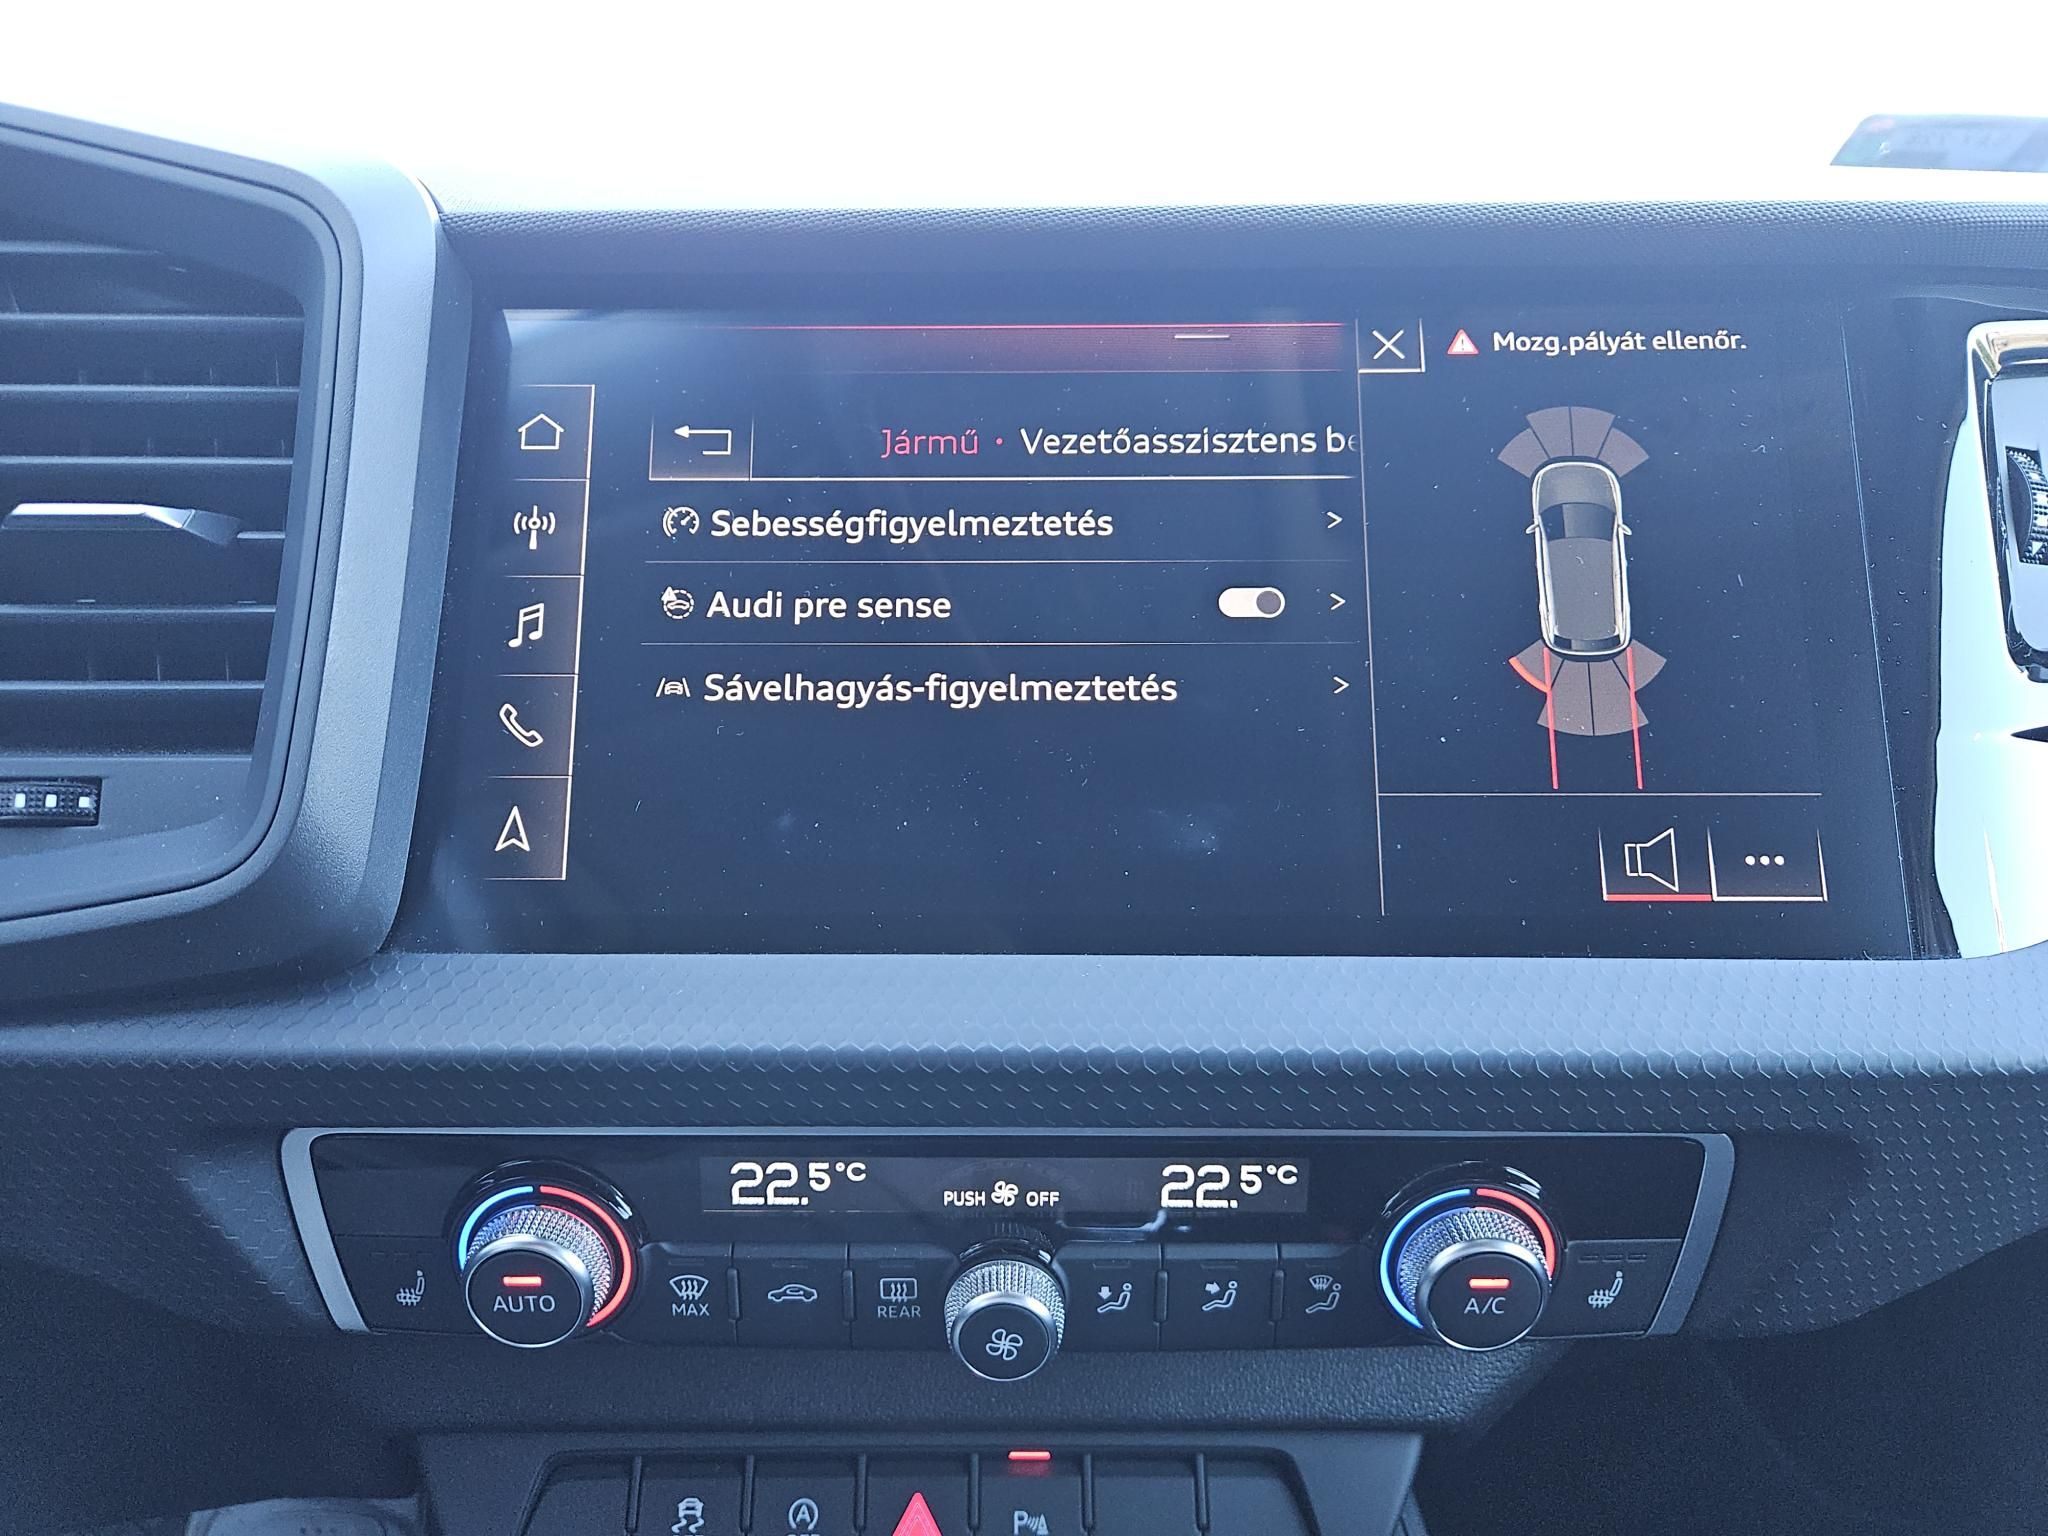 Mozg.pályát ellenőr.
Jármű • Vezetőasszisztens be
Sebességfigyelmeztetés
Audi pre sense
Sávelhagyás-figyelmeztetés
22.5°C
PUSH OFF
22.5°C
AUTO
MAX
REAR
A/C
A
P